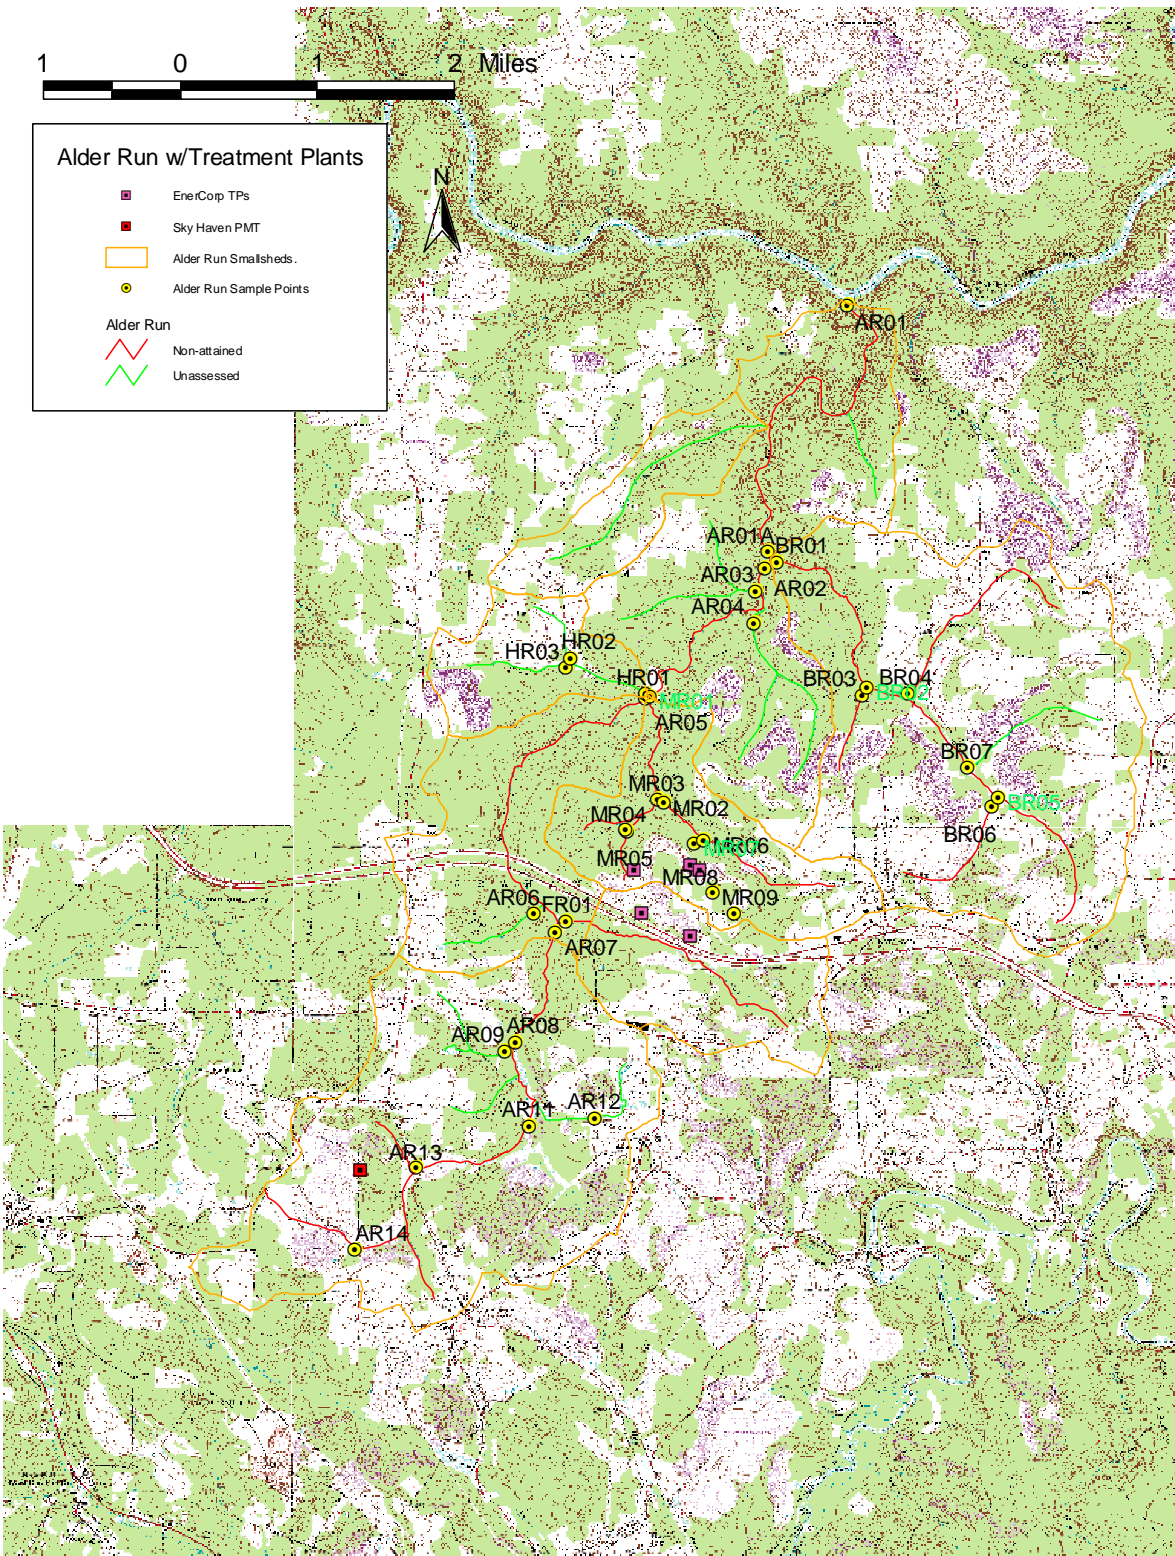 1 0 1 2 Miles
Alder Run w/Treatment Plants
EnerCorp TPs
Sky Haven PMT
Alder Run Smallsheds.
Alder Run Sample Points
Alder Run
Non-attained
Unassessed
N
AR01
AR01A
BR01
AR03
AR02
AR04
HR02
HR03
HR01
MR01
BR03
BR04
BR02
AR05
BR07
MR03
MR02
BR05
MR04
BR06
MR06
MR05
MR08
MR09
AR06
FR01
AR07
AR08
AR09
AR11
AR12
AR13
AR14